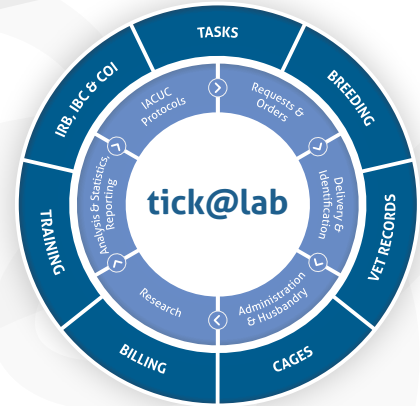 TASKS
BREEDING
VET RECORDS
CAGES
BILLING
TRAINING
IRB, IBC & COI
IACUC
Protocols
Requests &
Orders
Delivery &
Identification
Administration
& Husbandry
Research
Analysis & Statistics,
Reporting
tick@lab